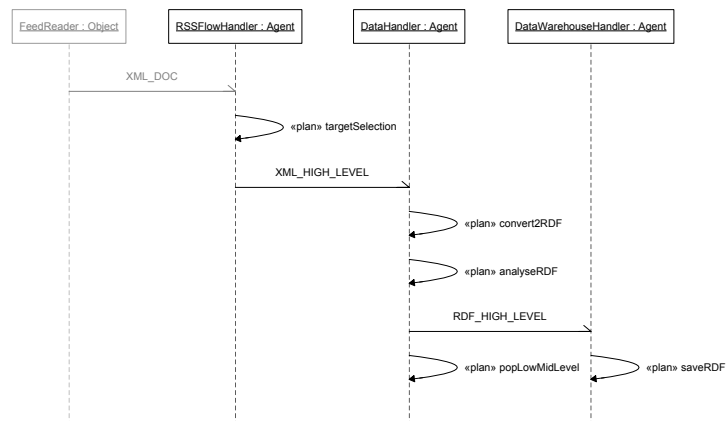 FeedReader : Object
RSSFlowHandler : Agent
DataHandler : Agent
DataWarehouseHandler : Agent
XML_DOC
«plan» targetSelection
XML_HIGH_LEVEL
«plan» convert2RDF
«plan» analyseRDF
RDF_HIGH_LEVEL
«plan» popLowMidLevel
«plan» saveRDF